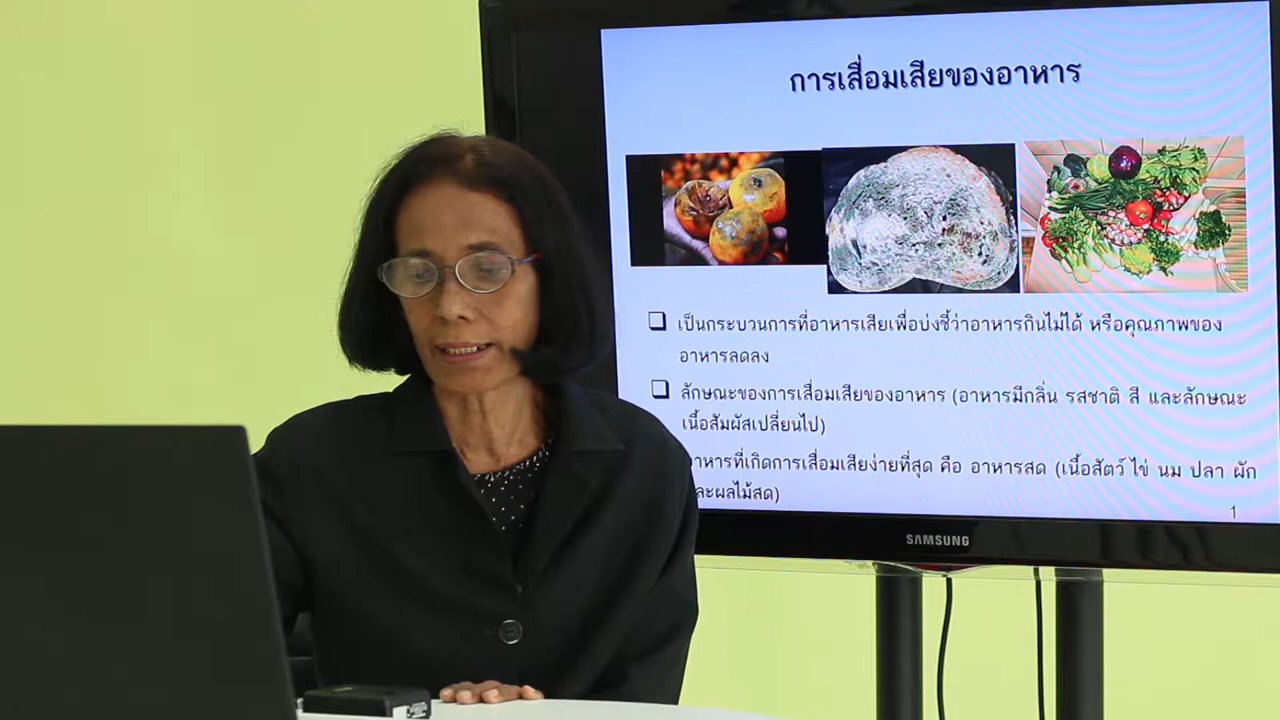 การเสื่อมเสียของอาหาร
เป็นกระบวนการที่อาหารเสียเพื่อบ่งชี้ว่าอาหารกินไม่ได้ หรือคุณภาพของ
อาหารลดลง
ลักษณะของการเสื่อมเสียของอาหาร (อาหารมีกลิ่น รสชาติ สี และลักษณะ
เนื้อสัมผัสเปลี่ยนไป)
าหารที่เกิดการเสื่อมเสียง่ายที่สุด คือ อาหารสด (เนื้อสัตว์ ไข่ นม ปลา ผัก
ละผลไม้สด)
1
SAMSUNG